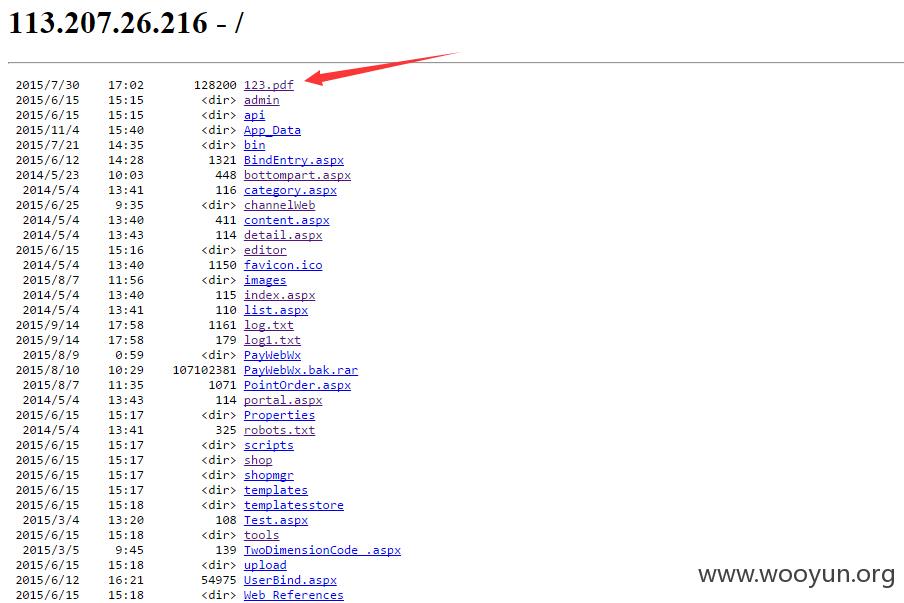 113.207.26.216 - /
2015/7/30 17:02 128200 123.pdf
2015/6/15 15:15 <dir> admin
2015/6/15 15:15 <dir> api
2015/11/4 15:40 <dir> App_Data
2015/7/21 14:35 <dir> bin
2015/6/12 14:28 1321 BindEntry.aspx
2014/5/23 10:03 448 bottompart.aspx
2014/5/4 13:41 116 category.aspx
2015/6/25 9:35 <dir> channelWeb
2014/5/4 13:40 411 content.aspx
2014/5/4 13:43 114 detail.aspx
2015/6/15 15:16 <dir> editor
2014/5/4 13:40 1150 favicon.ico
2015/8/7 11:56 <dir> images
2014/5/4 13:40 115 index.aspx
2014/5/4 13:41 110 list.aspx
2015/9/14 17:58 1161 log.txt
2015/9/14 17:58 179 log1.txt
2015/8/9 0:59 <dir> PayWebWx
2015/8/10 10:29 107102381 PayWebWx.bak.rar
2015/8/7 11:35 1071 PointOrder.aspx
2014/5/4 13:43 114 portal.aspx
2015/6/15 15:17 <dir> Properties
2014/5/4 13:41 325 robots.txt
2015/6/15 15:17 <dir> scripts
2015/6/15 15:17 <dir> shop
2015/6/15 15:17 <dir> shopmgr
2015/6/15 15:17 <dir> templates
2015/6/15 15:18 <dir> templatesstore
2015/3/4 13:20 108 Test.aspx
2015/6/15 15:18 <dir> tools
2015/3/5 9:45 139 TwoDimensionCode .aspx
2015/6/15 15:18 <dir> upload
2015/6/12 16:21 54975 UserBind.aspx
2015/6/15 15:18 <dir> Web References
www.wooyun.org